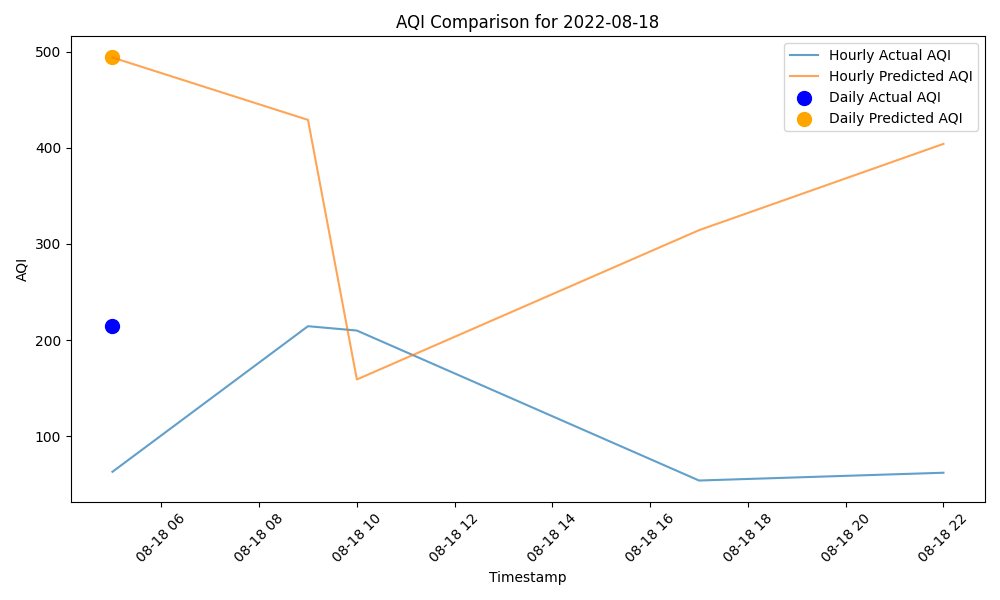 AQI Comparison for 2022-08-18
Hourly Actual AQI
Hourly Predicted AQI
Daily Actual AQI
Daily Predicted AQI
AQI
500
400
300
200
100
08-18 06
08-18 08
08-18 10
08-18 12
08-18 14
08-18 16
08-18 18
08-18 20
08-18 22
Timestamp